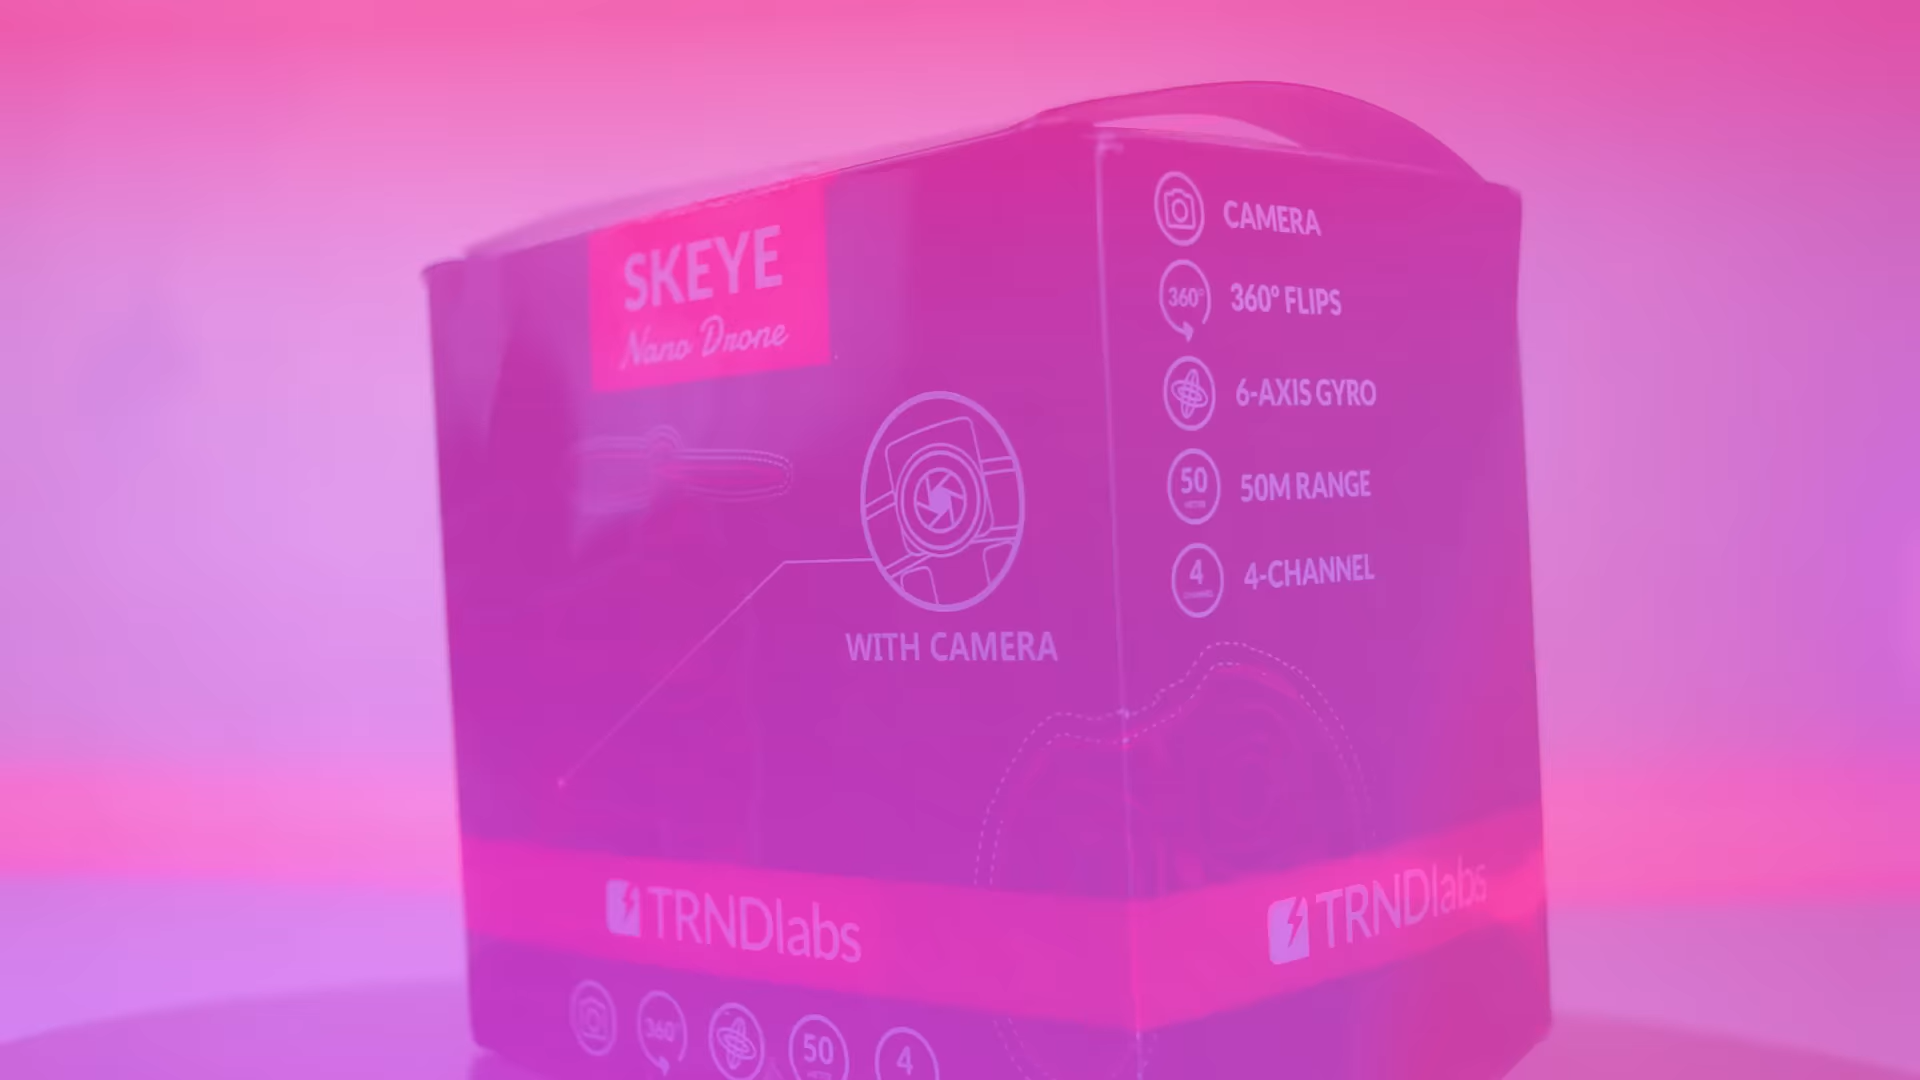 SKEYE
Nano Drone
WITH CAMERA
TRNDlabs
360°
50
4
CAMERA
360°
360° FLIPS
6-AXIS GYRO
50
50M RANGE
4
4-CHANNEL
TRNDlabs